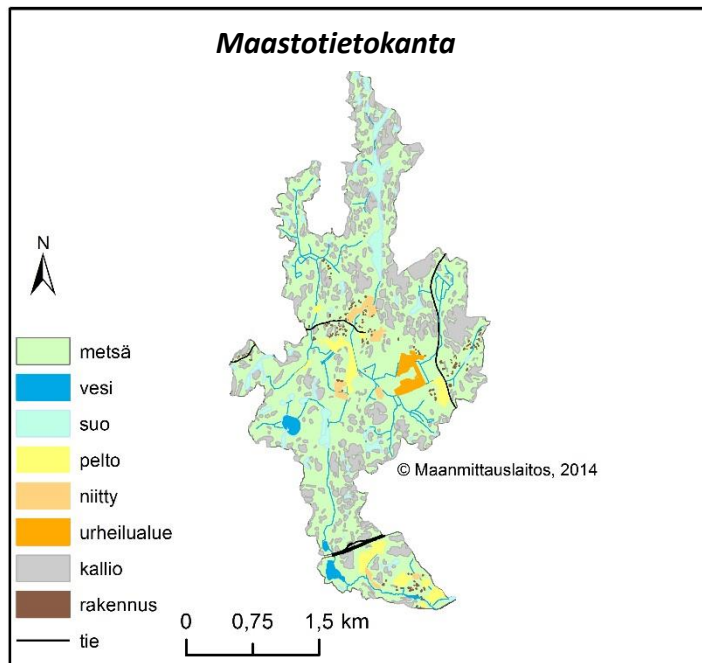 Maastotietokanta
N
metsä
vesi
suo
pelto
niitty
urheilualue
kallio
rakennus
tie
© Maanmittauslaitos, 2014
0 0,75 1,5 km